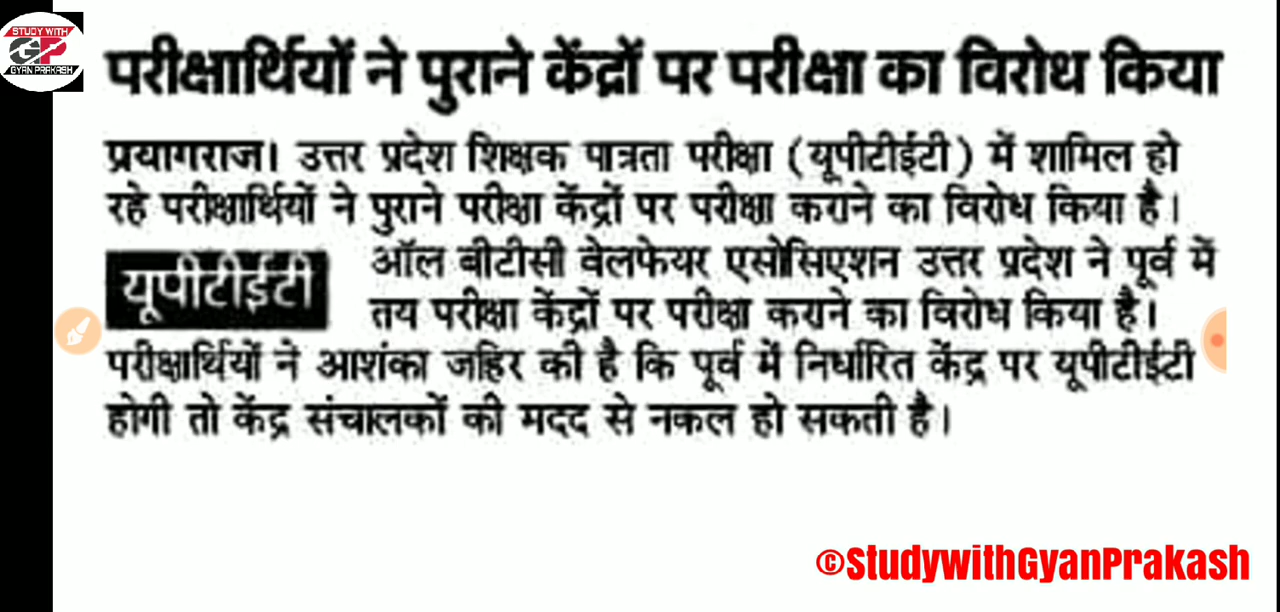 STUDY WITH
GP
GYAN PRAKASH
परीक्षार्थियों ने पुराने केंद्रों पर परीक्षा का विरोध किया
प्रयागराज। उत्तर प्रदेश शिक्षक पात्रता परीक्षा (यूपीटीईटी) में शामिल हो
रहे परीक्षार्थियों ने पुराने परीक्षा केंद्रों पर परीक्षा कराने का विरोध किया है।
यूपीटीईटी
ऑल बीटीसी वेलफेयर एसोसिएशन उत्तर प्रदेश ने पूर्व में
तय परीक्षा केंद्रों पर परीक्षा कराने का विरोध किया है।
परीक्षार्थियों ने आशंका जहिर की है कि पूर्व में निर्धारित केंद्र पर यूपीटीईटी
होगी तो केंद्र संचालकों की मदद से नकल हो सकती है।
©StudywithGyanPrakash